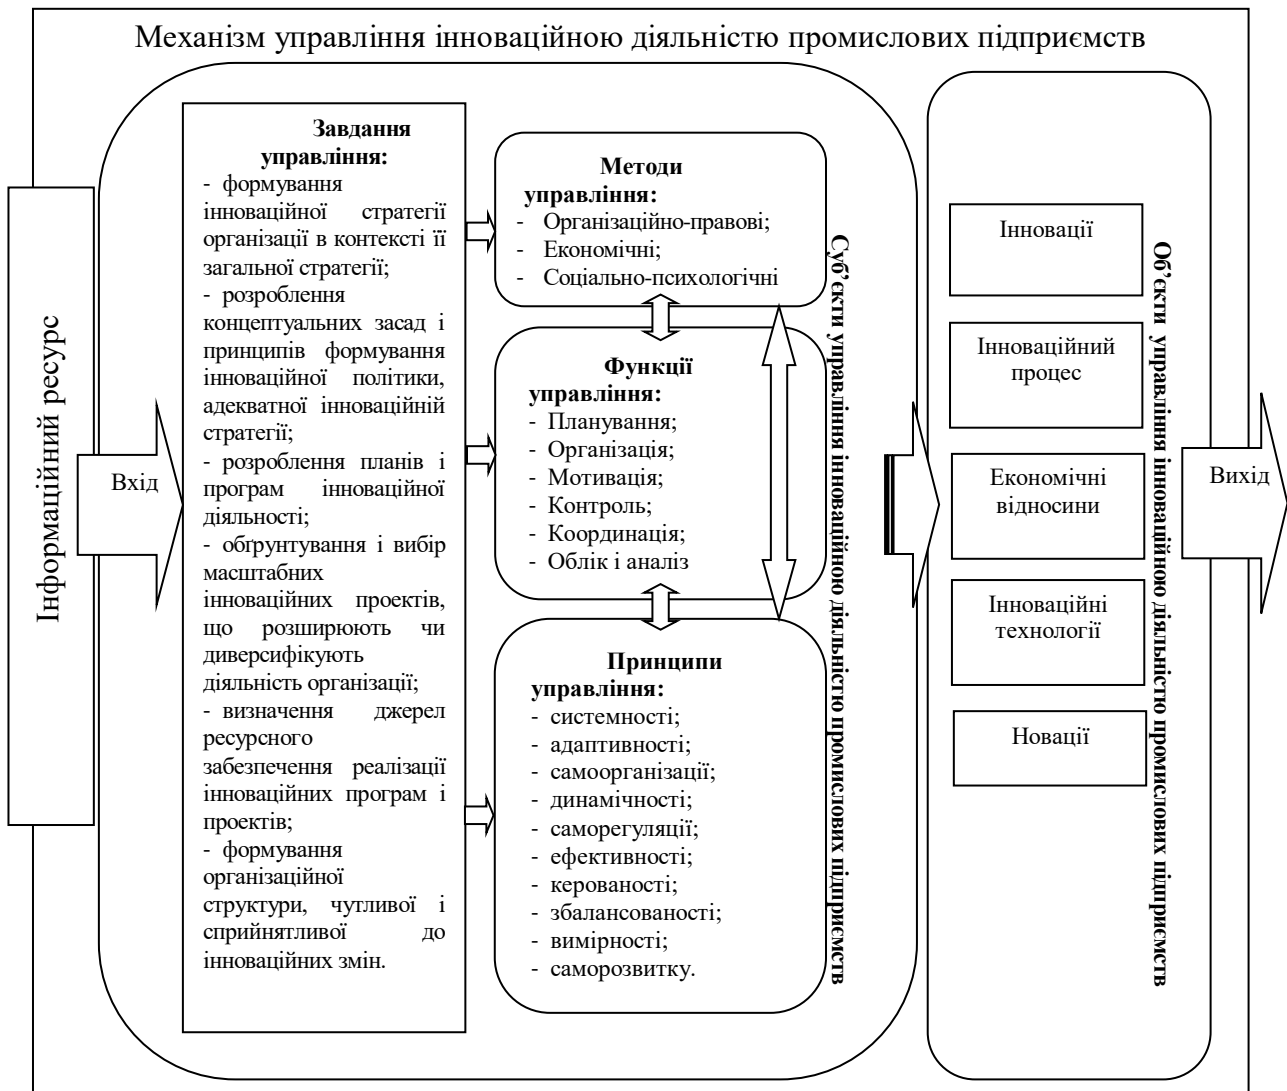 Механізм управління інноваційною діяльністю промислових підприємств
Інформаційний ресурс
Вхід
Завдання
управління:
- формування
інноваційної стратегії
організації в контексті її
загальної стратегії;
- розроблення
концептуальних засад і
принципів формування
інноваційної політики,
адекватної інноваційній
стратегії;
- розроблення планів і
програм інноваційної
діяльності;
- обґрунтування і вибір
масштабних
інноваційних проектів,
що розширюють чи
диверсифікують
діяльність організації;
- визначення джерел
ресурсного
забезпечення реалізації
інноваційних програм і
проектів;
- формування
організаційної
структури, чутливої і
сприйнятливої до
інноваційних змін.
Методи
управління:
- Організаційно-правові;
- Економічні;
- Соціально-психологічні
Функції
управління:
- Планування;
- Організація;
- Мотивація;
- Контроль;
- Координація;
- Облік і аналіз
Принципи
управління:
- системності;
- адаптивності;
- самоорганізації;
- динамічності;
- саморегуляції;
- ефективності;
- керованості;
- збалансованості;
- вимірності;
- саморозвитку.
Суб’єкти управління інноваційною діяльністю промислових підприємств
Інновації
Інноваційний
процес
Економічні
відносини
Інноваційні
технології
Новації
Об’єкти управління інноваційною діяльністю промислових підприємств
Вихід